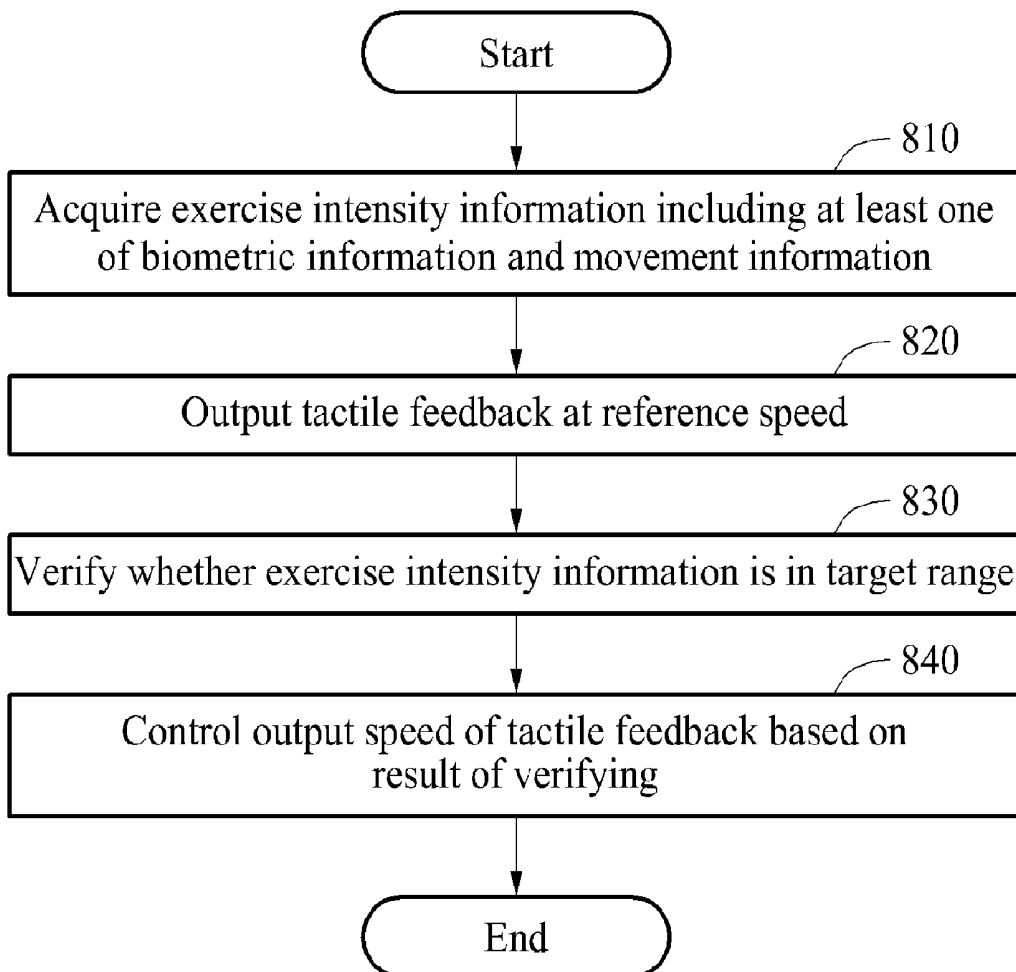 Start
810
Acquire exercise intensity information including at least one
of biometric information and movement information
820
Output tactile feedback at reference speed
830
Verify whether exercise intensity information is in target range
840
Control output speed of tactile feedback based on
result of verifying
End